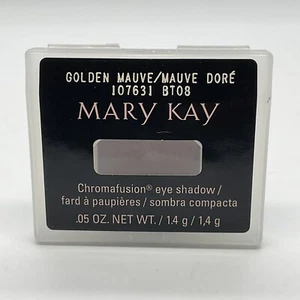 GOLDEN MAUVE/MAUVE DORÉ
107631 BT08
MARY KAY
Chromafusion® eye shadow/
fard à paupières / sombra compacta
.05 OZ. NET WT. / 1.4 g / 1,4 g